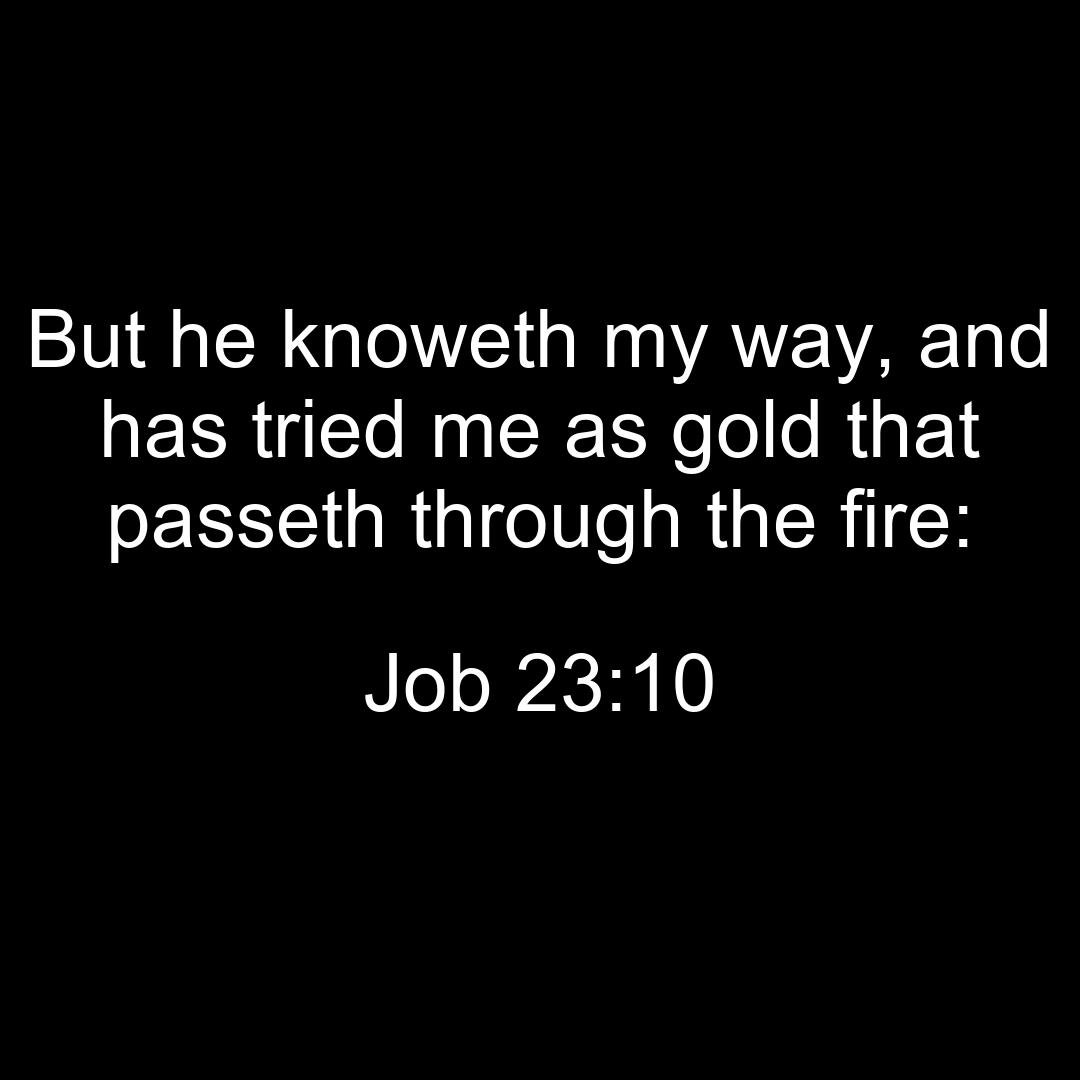 But he knoweth my way, and
has tried me as gold that
passeth through the fire:
Job 23:10